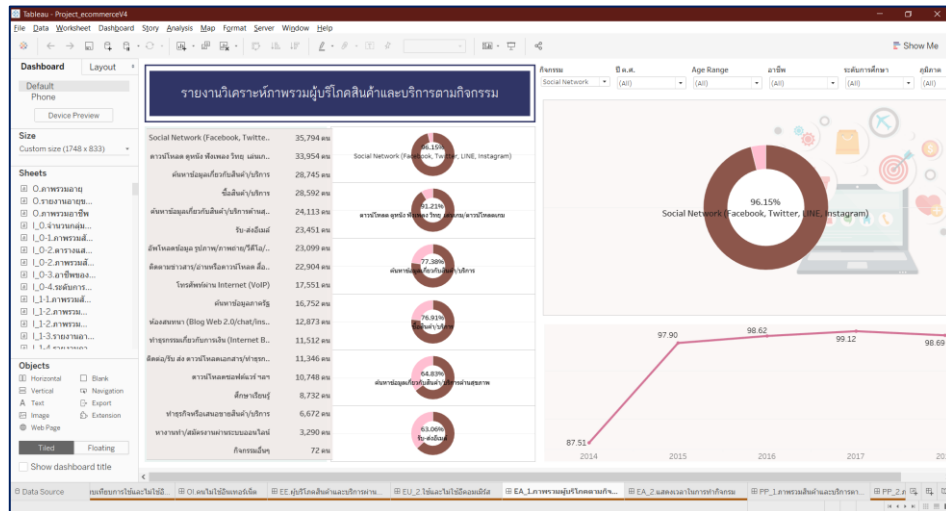 Tableau - Project_ecommerceV4
File Data Worksheet Dashboard Story Analysis Map Format Server Window Help
Show Me
Dashboard Layout
Default
Phone
Device Preview
Size
Custom size (1748 x 833)
Sheets
O.ภาพรวมอายุ
O.รายงานอายุข...
O.ภาพรวมอาชีพ
I_0.จำนวนกลุ่ม...
I_0-1.ภาพรวมสั...
I_0-2.ตารางแส...
I_0-2.ภาพรวมสั...
I_0-3.อาชีพของ...
I_0-4.ระดับการ...
I_1-1.ภาพรวมสั...
I_1-2.ภาพรวม...
I_1-2.ภาพรวม...
I_1-3.รายงานอา...
Objects
Horizontal Blank
Vertical Navigation
Text Export
Image Extension
Web Page
Tiled Floating
Show dashboard title
รายงานวิเคราะห์ภาพรวมผู้บริโภคสินค้าและบริการตามกิจกรรม
กิจกรรม ปี ค.ศ. Age Range อาชีพ ระดับการศึกษา ภูมิภาค
Social Network (All) (All) (All) (All) (All)
Social Network (Facebook, Twitte.. 35,794 คน
ดาวน์โหลด ดูหนัง ฟังเพลง วิทยุ เล่นเก.. 33,954 คน
ค้นหาข้อมูลเกี่ยวกับสินค้า/บริการ 28,745 คน
ซื้อสินค้า/บริการ 28,592 คน
ค้นหาข้อมูลเกี่ยวกับสินค้า/บริการด้านสุ.. 24,113 คน
รับ-ส่งอีเมล์ 23,451 คน
อัพโหลดข้อมูล รูปภาพ/ภาพถ่าย/วีดีโอ/.. 23,099 คน
ติดตามข่าวสาร/อ่านหรือดาวน์โหลด สื่อ.. 22,904 คน
โทรศัพท์ผ่าน Internet (VoIP) 17,551 คน
ค้นหาข้อมูลภาครัฐ 16,752 คน
ห้องสนทนา (Blog Web 2.0/chat/ins.. 12,873 คน
ทำธุรกรรมเกี่ยวกับการเงิน (Internet B.. 11,512 คน
ติดต่อ/รับ ส่ง ดาวน์โหลดเอกสาร/ทำธุรก.. 11,346 คน
ดาวน์โหลดซอฟต์แวร์ ฯลฯ 10,748 คน
ศึกษาเรียนรู้ 8,732 คน
ทำธุรกิจหรือเสนอขายสินค้า/บริการ 6,672 คน
หางานทำ/สมัครงานผ่านระบบออนไลน์ 3,290 คน
กิจกรรมอื่นๆ 72 คน
96.15%
Social Network (Facebook, Twitter, LINE, Instagram)
91.21%
ดาวน์โหลด ดูหนัง ฟังเพลง วิทยุ เล่นเกม/ดาวน์โหลดเกม
77.38%
ค้นหาข้อมูลเกี่ยวกับสินค้า/บริการ
76.91%
ซื้อสินค้า/บริการ
64.83%
ค้นหาข้อมูลเกี่ยวกับสินค้า/บริการด้านสุขภาพ
63.06%
รับ-ส่งอีเมล์
96.15%
Social Network (Facebook, Twitter, LINE, Instagram)
87.51 97.90 98.62 99.12 98.69
2014 2015 2016 2017
Data Source EA_1.ภาพรวมผู้บริโภคตามกิจ... EA_2.แสดงเวลาในการทำกิจกรรม PP_1.ภาพรวมสินค้าและบริการตา...